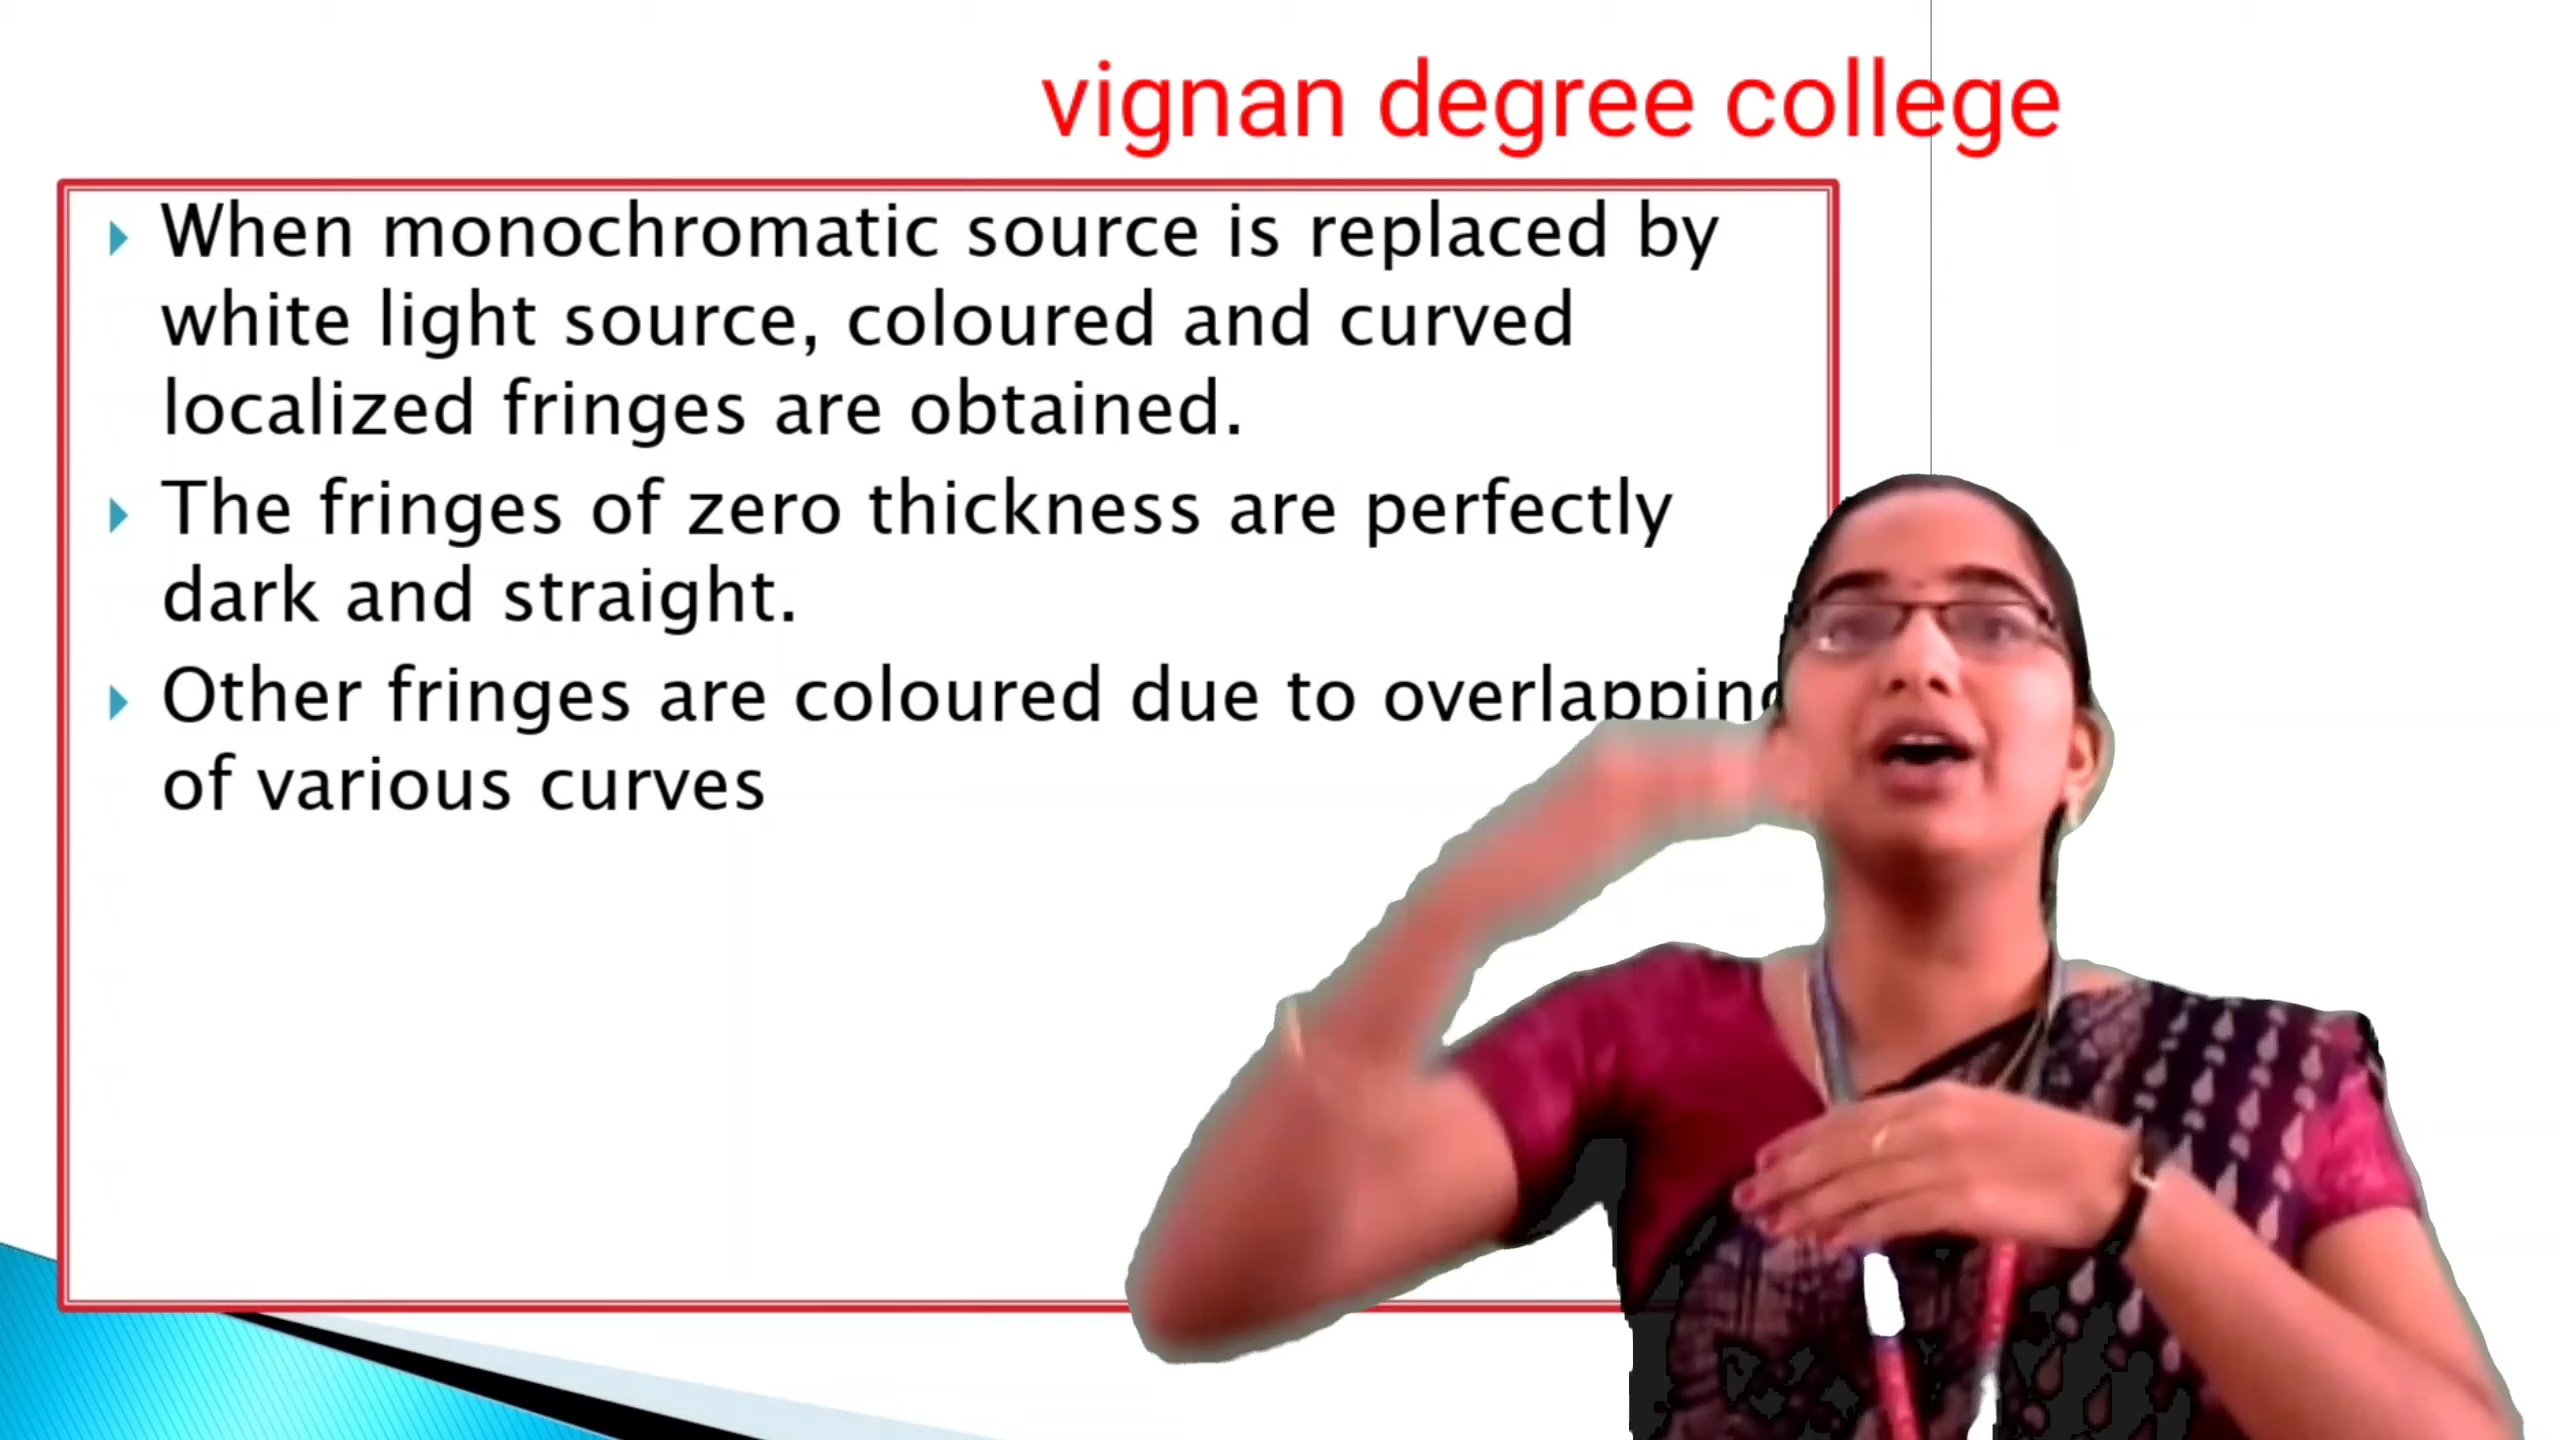 vignan degree college
When monochromatic source is replaced by
white light source, coloured and curved
localized fringes are obtained.
The fringes of zero thickness are perfectly
dark and straight.
Other fringes are coloured due to overlapping
of various curves